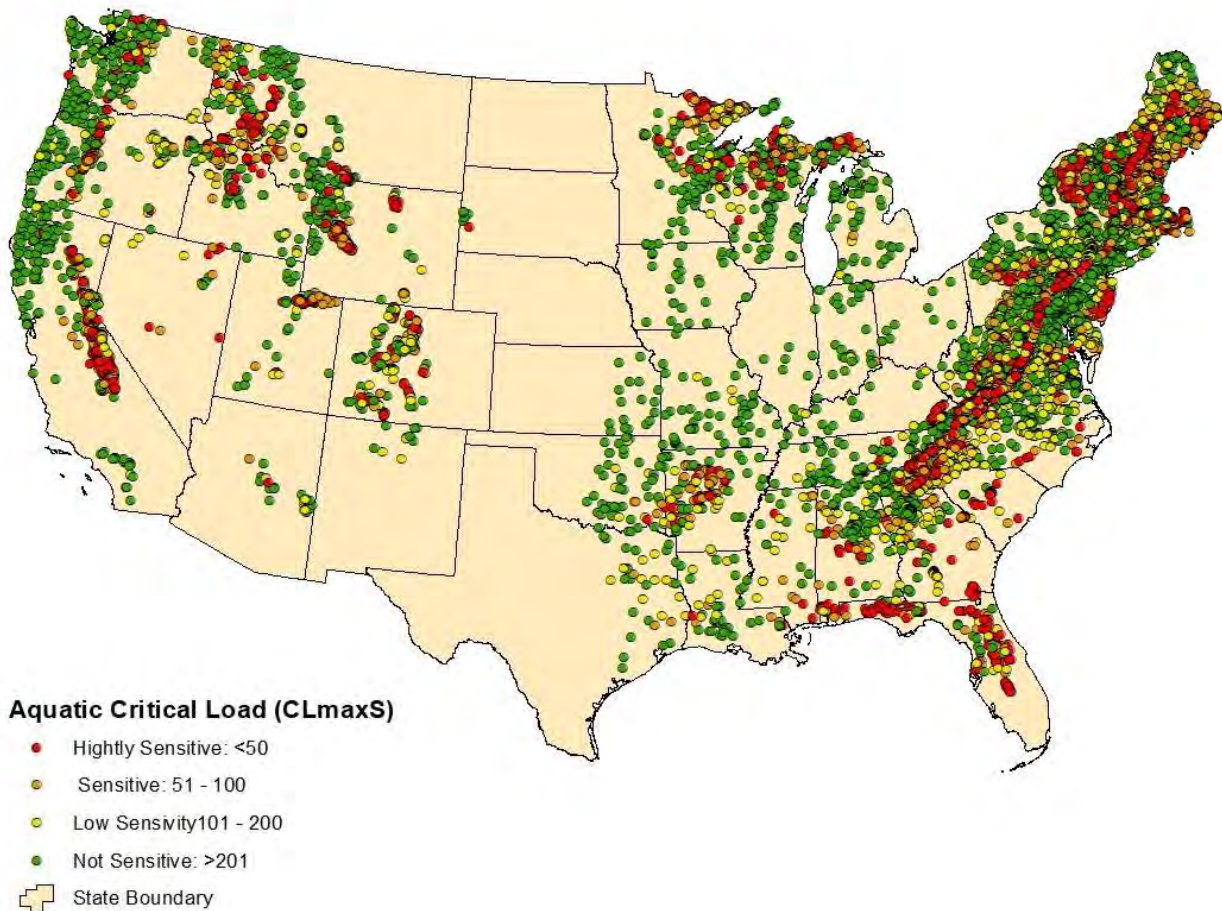 Aquatic Critical Load (CLmaxS)
Hightly Sensitive: <50
Sensitive: 51 - 100
Low Sensivity101 - 200
Not Sensitive: >201
State Boundary